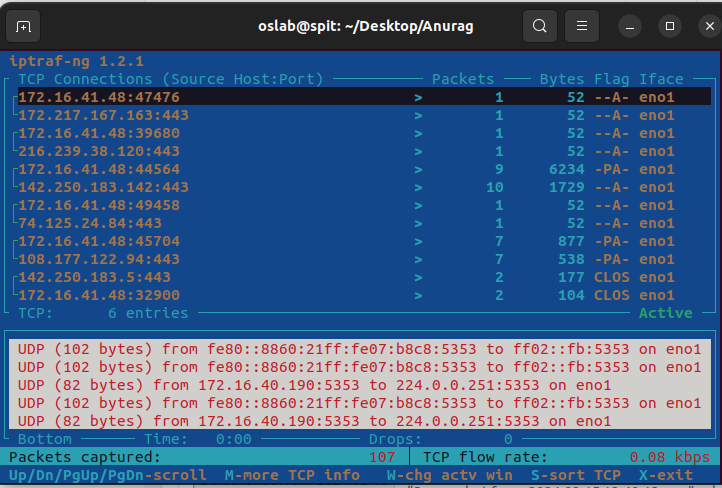 oslab@spit: ~/Desktop/Anurag
iptraf-ng 1.2.1
TCP Connections (Source Host:Port) Packets Bytes Flag Iface
172.16.41.48:47476 > 1 52 --A- eno1
172.217.167.163:443 > 1 52 --A- eno1
172.16.41.48:39680 > 1 52 --A- eno1
216.239.38.120:443 > 1 52 --A- eno1
172.16.41.48:44564 > 9 6234 -PA- eno1
142.250.183.142:443 > 10 1729 --A- eno1
172.16.41.48:49458 > 1 52 --A- eno1
74.125.24.84:443 > 1 52 --A- eno1
172.16.41.48:45704 > 7 877 -PA- eno1
108.177.122.94:443 > 7 538 -PA- eno1
142.250.183.5:443 > 2 177 CLOS eno1
172.16.41.48:32900 > 2 104 CLOS eno1
TCP: 6 entries Active
UDP (102 bytes) from fe80::8860:21ff:fe07:b8c8:5353 to ff02::fb:5353 on eno1
UDP (102 bytes) from fe80::8860:21ff:fe07:b8c8:5353 to ff02::fb:5353 on eno1
UDP (82 bytes) from 172.16.40.190:5353 to 224.0.0.251:5353 on eno1
UDP (102 bytes) from fe80::8860:21ff:fe07:b8c8:5353 to ff02::fb:5353 on eno1
UDP (82 bytes) from 172.16.40.190:5353 to 224.0.0.251:5353 on eno1
Bottom Time: 0:00 Drops: 0
Packets captured: 107 TCP flow rate: 0.08 kbps
Up/Dn/PgUp/PgDn-scroll M-more TCP info W-chg actv win S-sort TCP X-exit